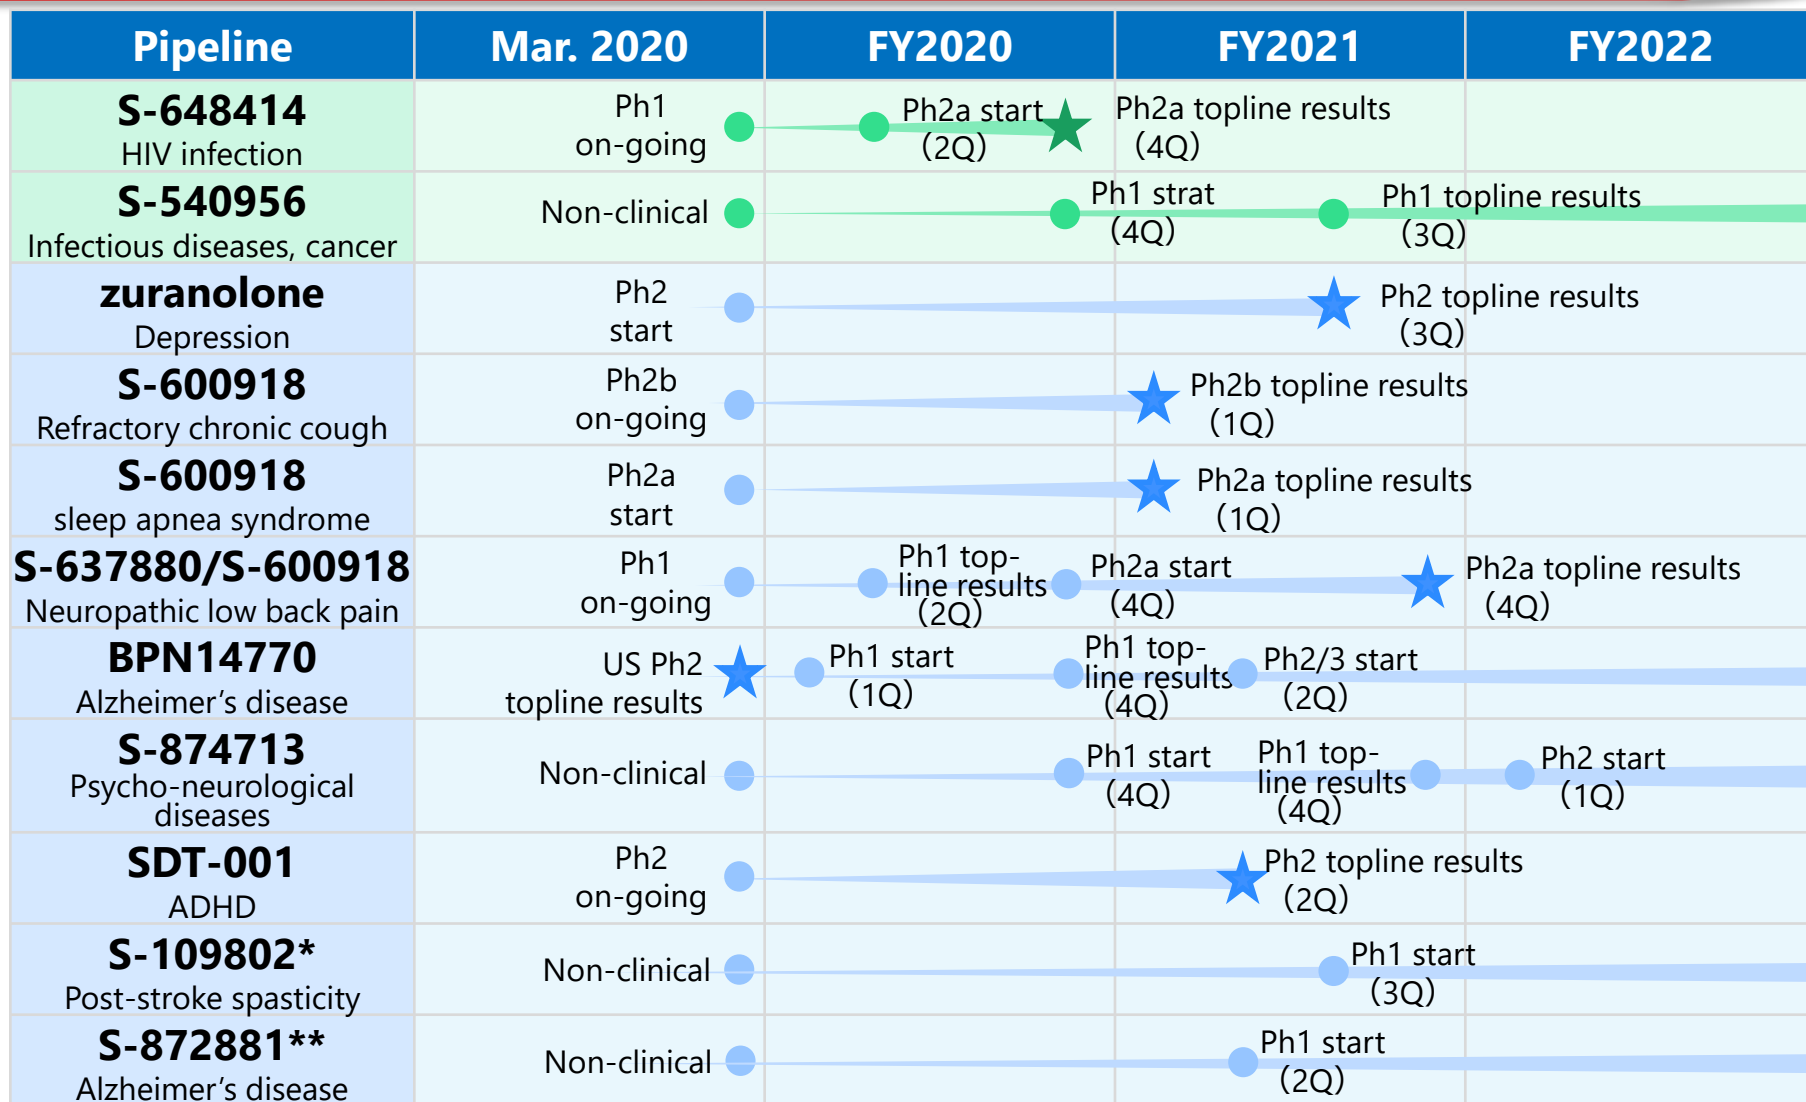 Pipeline
Mar. 2020
FY2020
FY2021
FY2022
S-648414
HIV infection
Ph1
on-going
Ph2a start
(2Q)
Ph2a topline results
(4Q)
S-540956
Infectious diseases, cancer
Non-clinical
Ph1 strat
(4Q)
Ph1 topline results
(3Q)
zuranolone
Depression
Ph2
start
Ph2 topline results
(3Q)
S-600918
Refractory chronic cough
Ph2b
on-going
Ph2b topline results
(1Q)
S-600918
sleep apnea syndrome
Ph2a
start
Ph2a topline results
(1Q)
S-637880/S-600918
Neuropathic low back pain
Ph1
on-going
Ph1 top-
line results
(2Q)
Ph2a start
(4Q)
Ph2a topline results
(4Q)
BPN14770
Alzheimer's disease
US Ph2
topline results
Ph1 start
(1Q)
Ph1 top-
line results
(4Q)
Ph2/3 start
(2Q)
S-874713
Psycho-neurological
diseases
Non-clinical
Ph1 start
(4Q)
Ph1 top-
line results
(4Q)
Ph2 start
(1Q)
SDT-001
ADHD
Ph2
on-going
Ph2 topline results
(2Q)
S-109802*
Post-stroke spasticity
Non-clinical
Ph1 start
(3Q)
S-872881**
Alzheimer's disease
Non-clinical
Ph1 start
(2Q)